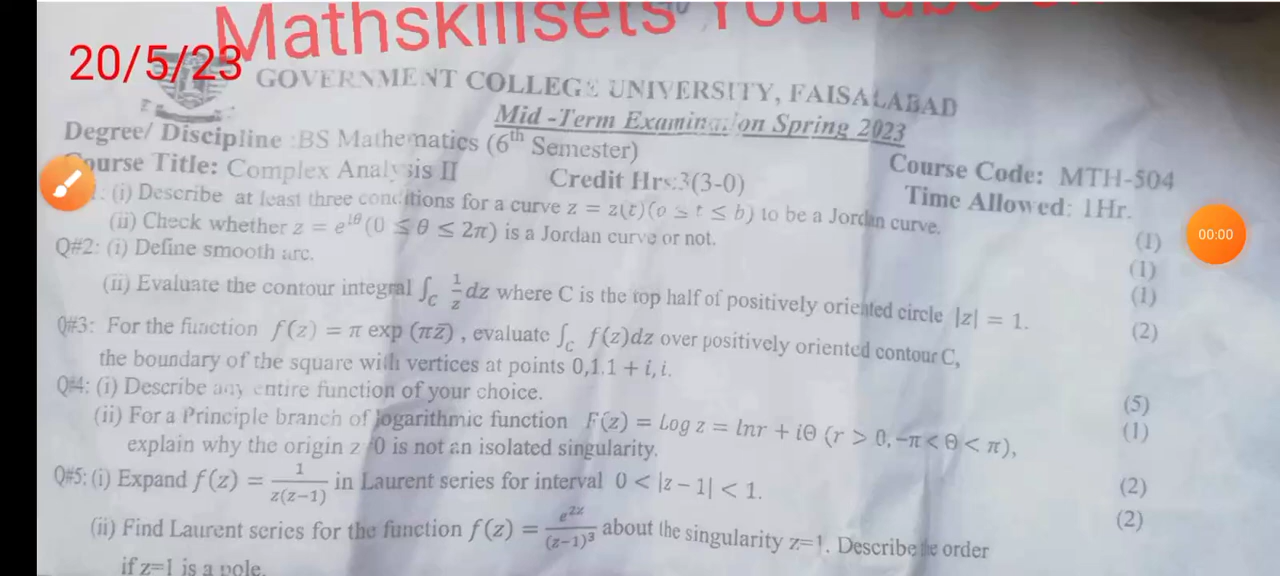 Mathskillsets YouTube
20/5/23
GOVERNMENT COLLEGE UNIVERSITY, FAISALABAD
Mid -Term Examination Spring 2023
Degree/ Discipline :BS Mathematics (6th Semester)
Course Title: Complex Analysis II Credit Hrs:3(3-0) Course Code: MTH-504
Time Allowed: 1Hr.
1: (i) Describe at least three conditions for a curve z = z(t)(o ≤ t ≤ b) to be a Jordan curve. (1)
(ii) Check whether z = e^{iθ} (0 ≤ θ ≤ 2π) is a Jordan curve or not. (1)
Q#2: (i) Define smooth arc. (1)
(ii) Evaluate the contour integral ∫_C 1/z dz where C is the top half of positively oriented circle |z| = 1. (2)
Q#3: For the function f(z) = π exp (πz̄) , evaluate ∫_C f(z)dz over positively oriented contour C,
the boundary of the square with vertices at points 0,1,1 + i, i. (5)
Q#4: (i) Describe any entire function of your choice. (1)
(ii) For a Principle branch of logarithmic function F(z) = Log z = lnr + iΘ (r > 0, −π < Θ < π),
explain why the origin z 0 is not an isolated singularity. (2)
Q#5: (i) Expand f(z) = 1/z(z−1) in Laurent series for interval 0 < |z − 1| < 1. (2)
(ii) Find Laurent series for the function f(z) = e^{2z}/(z−1)^3 about the singularity z=1. Describe the order
if z=1 is a pole.
00:00